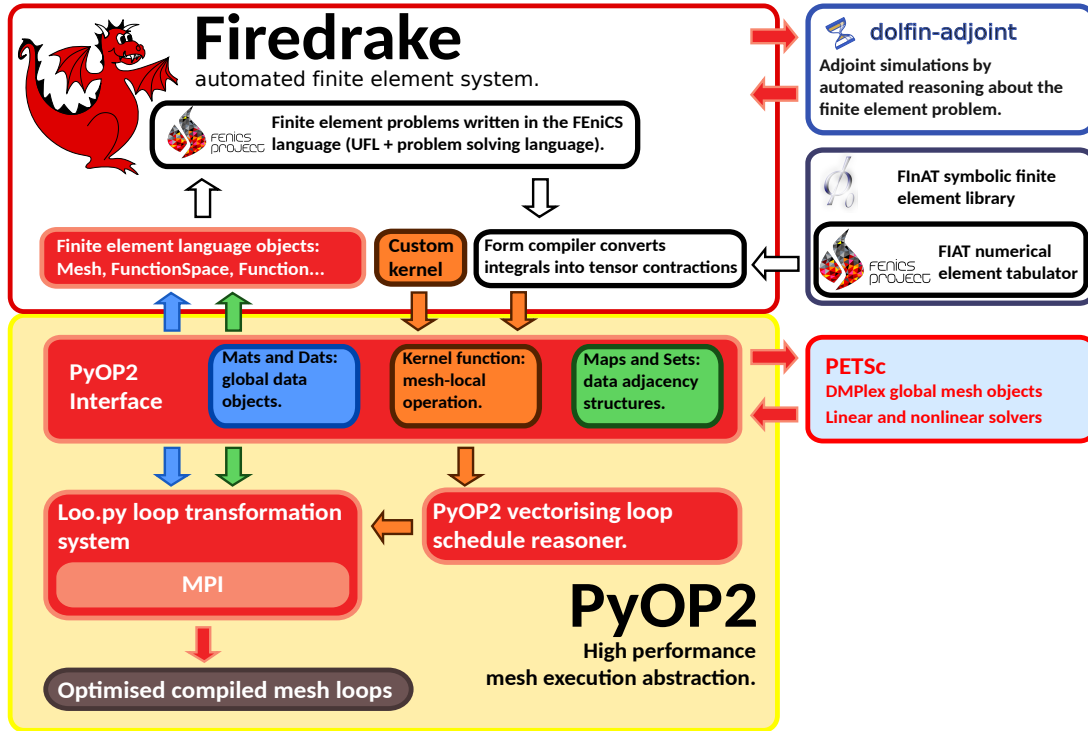 Firedrake
automated finite element system.
FENICS
PROJECT
Finite element problems written in the FEniCS
language (UFL + problem solving language).
dolfin-adjoint
Adjoint simulations by
automated reasoning about the
finite element problem.
FInAT symbolic finite
element library
FENICS
PROJECT
FIAT numerical
element tabulator
Finite element language objects:
Mesh, FunctionSpace, Function...
Custom
kernel
Form compiler converts
integrals into tensor contractions
PyOP2
Interface
Mats and Dats:
global data
objects.
Kernel function:
mesh-local
operation.
Maps and Sets:
data adjacency
structures.
PETSc
DMPlex global mesh objects
Linear and nonlinear solvers
Loo.py loop transformation
system
MPI
PyOP2 vectorising loop
schedule reasoner.
PyOP2
High performance
mesh execution abstraction.
Optimised compiled mesh loops